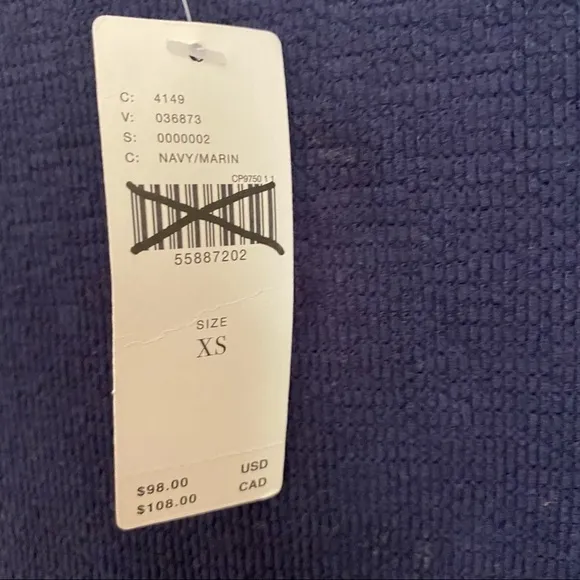 C: 4149
V: 036873
S: 0000002
C: NAVY/MARIN
CP9750 1 1
55887202
SIZE
XS
$98.00 USD
$108.00 CAD